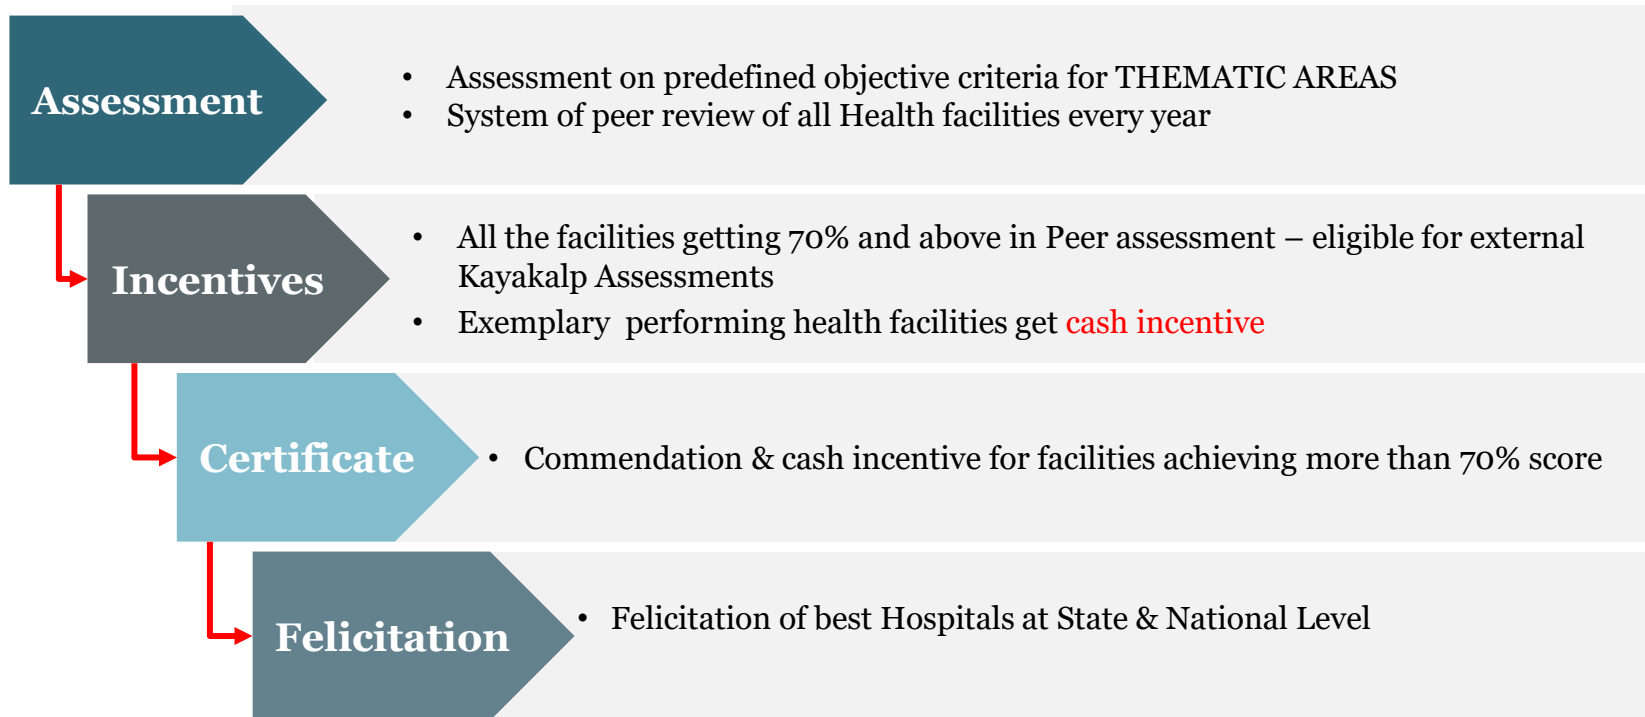 Assessment
• Assessment on predefined objective criteria for THEMATIC AREAS
• System of peer review of all Health facilities every year
Incentives
• All the facilities getting 70% and above in Peer assessment – eligible for external
Kayakalp Assessments
• Exemplary  performing health facilities get cash incentive
Certificate
• Commendation & cash incentive for facilities achieving more than 70% score
Felicitation
• Felicitation of best Hospitals at State & National Level